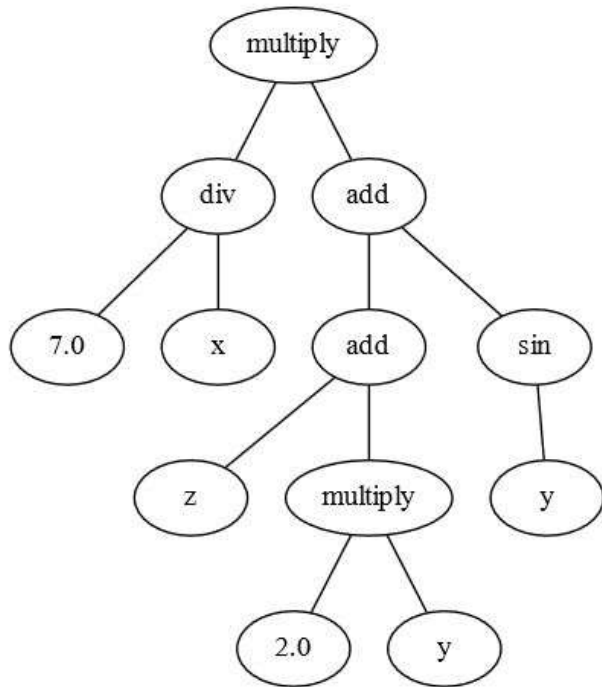 multiply
div add
7.0 x add sin
z multiply y
2.0 y